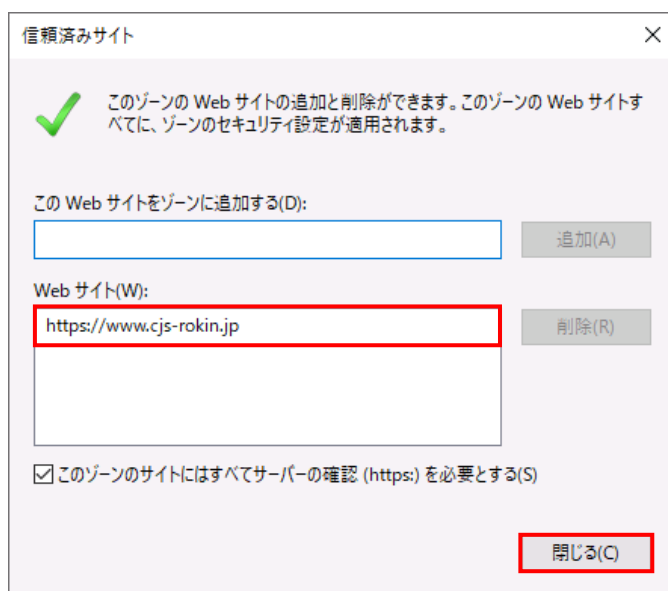 信頼済みサイト
このゾーンの Web サイトの追加と削除ができます。このゾーンの Web サイトす
べてに、ゾーンのセキュリティ設定が適用されます。
この Web サイトをゾーンに追加する(D):
追加(A)
Web サイト(W):
https://www.cjs-rokin.jp
削除(R)
このゾーンのサイトにはすべてサーバーの確認 (https:) を必要とする(S)
閉じる(C)